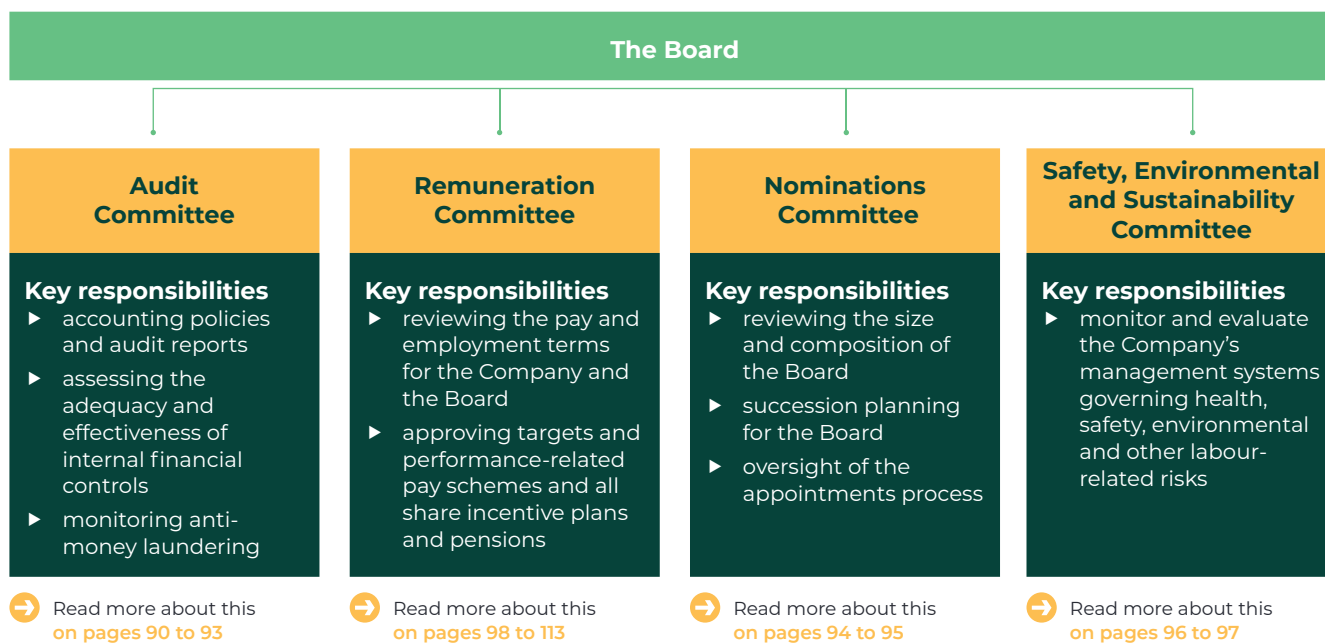 The Board
Audit
Committee
Key responsibilities
▶ accounting policies
and audit reports
▶ assessing the
adequacy and
effectiveness of
internal financial
controls
▶ monitoring anti-
money laundering
Read more about this
on pages 90 to 93
Remuneration
Committee
Key responsibilities
▶ reviewing the pay and
employment terms
for the Company and
the Board
▶ approving targets and
performance-related
pay schemes and all
share incentive plans
and pensions
Read more about this
on pages 98 to 113
Nominations
Committee
Key responsibilities
▶ reviewing the size
and composition of
the Board
▶ succession planning
for the Board
▶ oversight of the
appointments process
Read more about this
on pages 94 to 95
Safety, Environmental
and Sustainability
Committee
Key responsibilities
▶ monitor and evaluate
the Company's
management systems
governing health,
safety, environmental
and other labour-
related risks
Read more about this
on pages 96 to 97